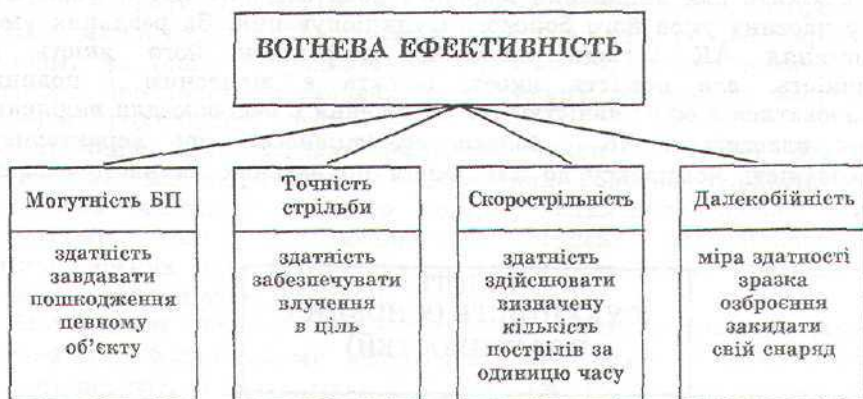 ВОГНЕВА ЕФЕКТИВНІСТЬ
Могутність БП
здатність
завдавати
пошкодження
певному
об'єкту
Точність
стрільби
здатність
забезпечувати
влучення
в ціль
Скорострільність
здатність
здійснювати
визначену
кількість
пострілів за
одиницю часу
Далекобійність
міра здатності
зразка
озброєння
закидати
свій снаряд